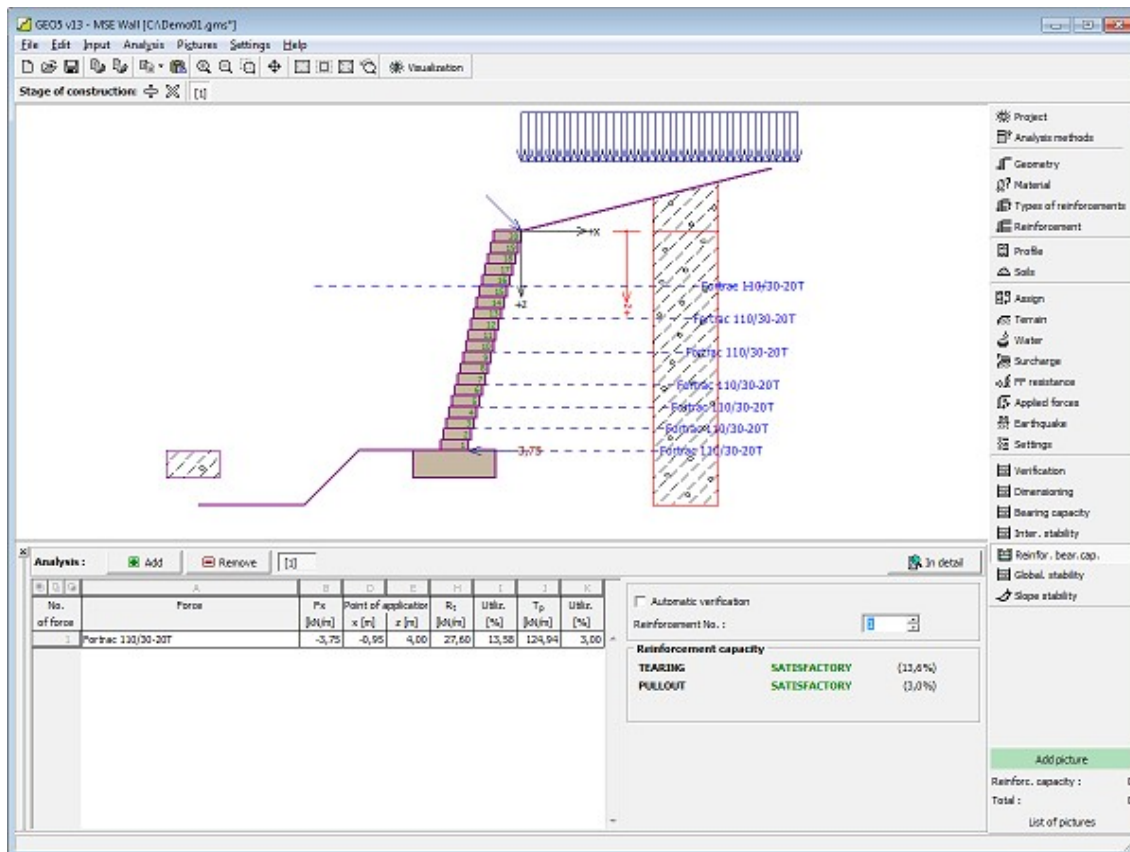 GEO5 v13 - MSE Wall [C:\Demo01.gms*]
File Edit Input Analysis Pictures Settings Help
Visualization
Stage of construction: [1]
+X
+Z
+Z
Fortrac 110/30-20T
Fortrac 110/30-20T
Fortrac 110/30-20T
Fortrac 110/30-20T
Fortrac 110/30-20T
Fortrac 110/30-20T
3,75 Fortrac 110/30-20T
Project
Analysis methods
Geometry
Material
Types of reinforcements
Reinforcement
Profile
Soils
Assign
Terrain
Water
Surcharge
FF resistance
Applied forces
Earthquake
Settings
Verification
Dimensioning
Bearing capacity
Inter. stability
Reinfor. bear.cap.
Global. stability
Slope stability
Add picture
Reinforc. capacity :
Total :
List of pictures
Analysis : Add Remove [1] In detail
A B D E H I J K
No. Force Fx Point of application Rt Utiliz. Tp Utiliz.
of force [kN/m] x [m] z [m] [kN/m] [%] [kN/m] [%]
1 Fortrac 110/30-20T -3,75 -0,95 4,00 27,60 13,58 124,94 3,00
Automatic verification
Reinforcement No. : 1
Reinforcement capacity
TEARING SATISFACTORY (13,6%)
PULLOUT SATISFACTORY (3,0%)